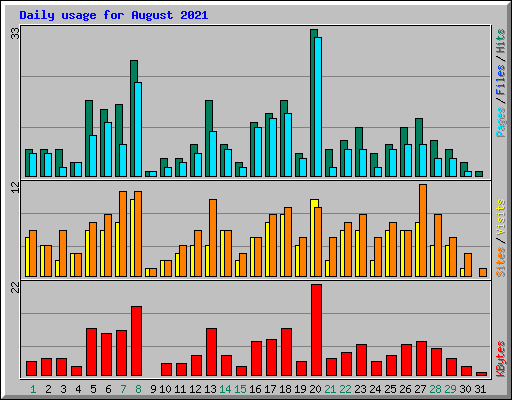 Daily usage for August 2021
33
Pages / Files / Hits
12
Sites / Visits
22
KBytes
1 2 3 4 5 6 7 8 9 10 11 12 13 14 15 16 17 18 19 20 21 22 23 24 25 26 27 28 29 30 31